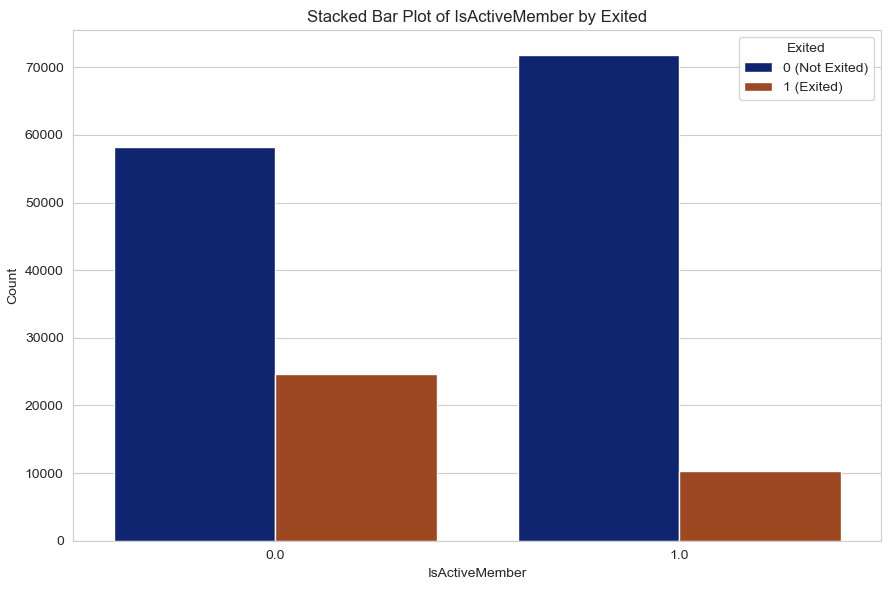 Stacked Bar Plot of IsActiveMember by Exited
Exited
0 (Not Exited)
1 (Exited)
70000
60000
50000
40000
30000
20000
10000
0
Count
0.0
1.0
IsActiveMember